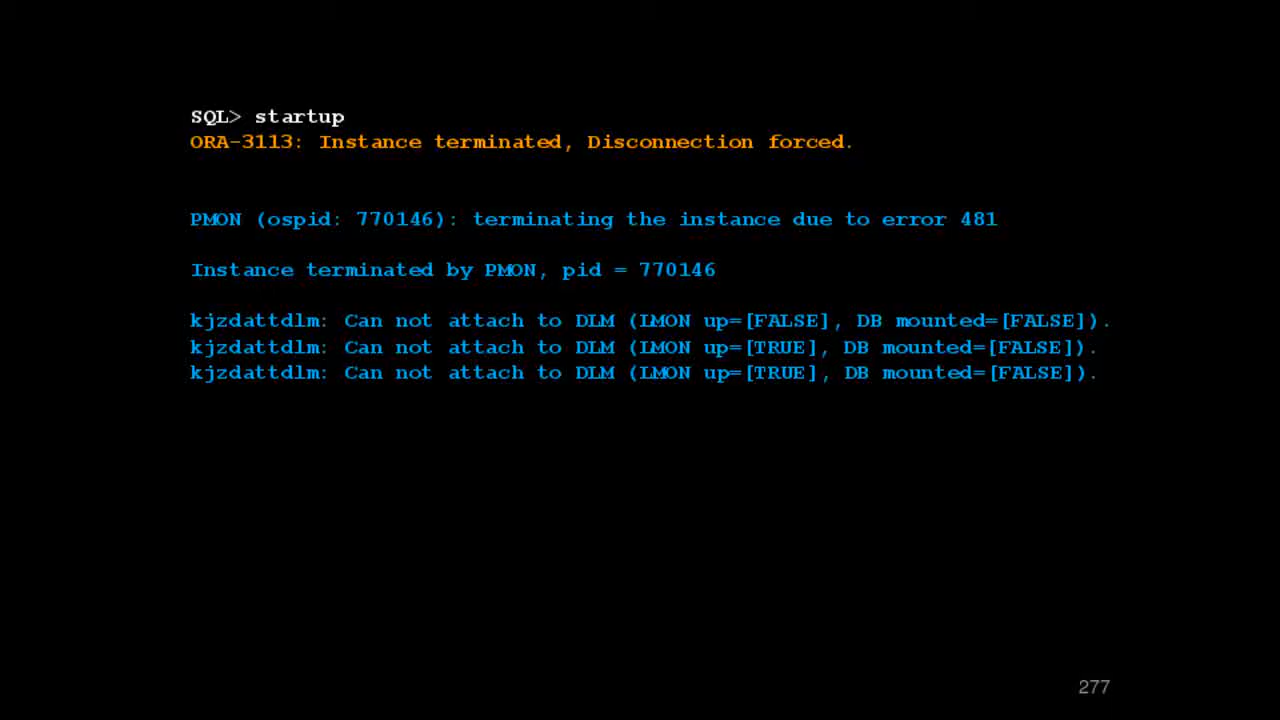 SQL> startup
ORA-3113: Instance terminated, Disconnection forced.
PMON (ospid: 770146): terminating the instance due to error 481
Instance terminated by PMON, pid = 770146
kjzdattdlm: Can not attach to DLM (LMON up=[FALSE], DB mounted=[FALSE]).
kjzdattdlm: Can not attach to DLM (LMON up=[TRUE], DB mounted=[FALSE]).
kjzdattdlm: Can not attach to DLM (LMON up=[TRUE], DB mounted=[FALSE]).
277